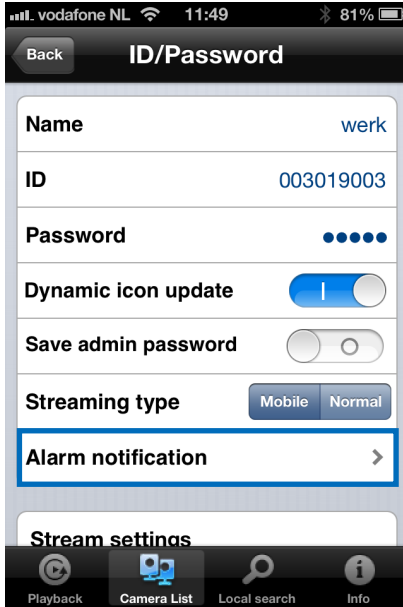 vodafone NL 11:49 81%
Back ID/Password
Name werk
ID 003019003
Password •••••
Dynamic icon update
Save admin password
Streaming type Mobile Normal
Alarm notification
Stream settings
Playback Camera List Local search Info